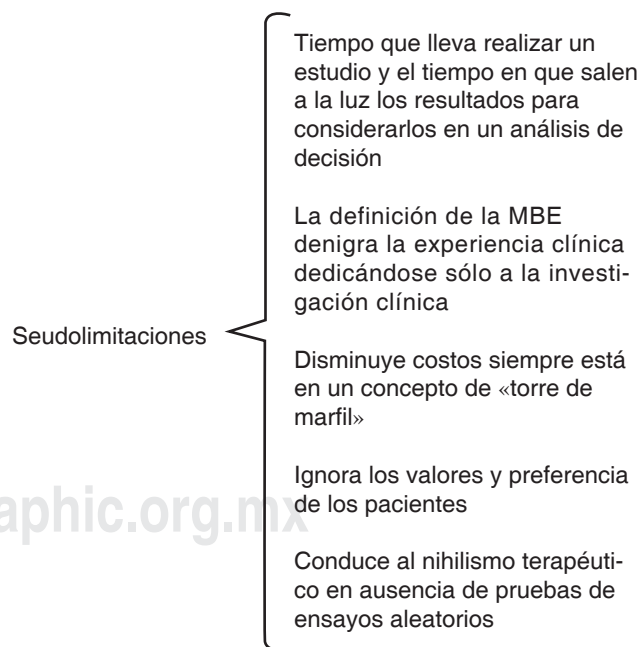 Tiempo que lleva realizar un
estudio y el tiempo en que salen
a la luz los resultados para
considerarlos en un análisis de
decisión
La definición de la MBE
denigra la experiencia clínica
dedicándose sólo a la investi-
gación clínica
Seudolimitaciones
Disminuye costos siempre está
en un concepto de «torre de
marfil»
Ignora los valores y preferencia
de los pacientes
aphic.org.mx
Conduce al nihilismo terapéuti-
co en ausencia de pruebas de
ensayos aleatorios